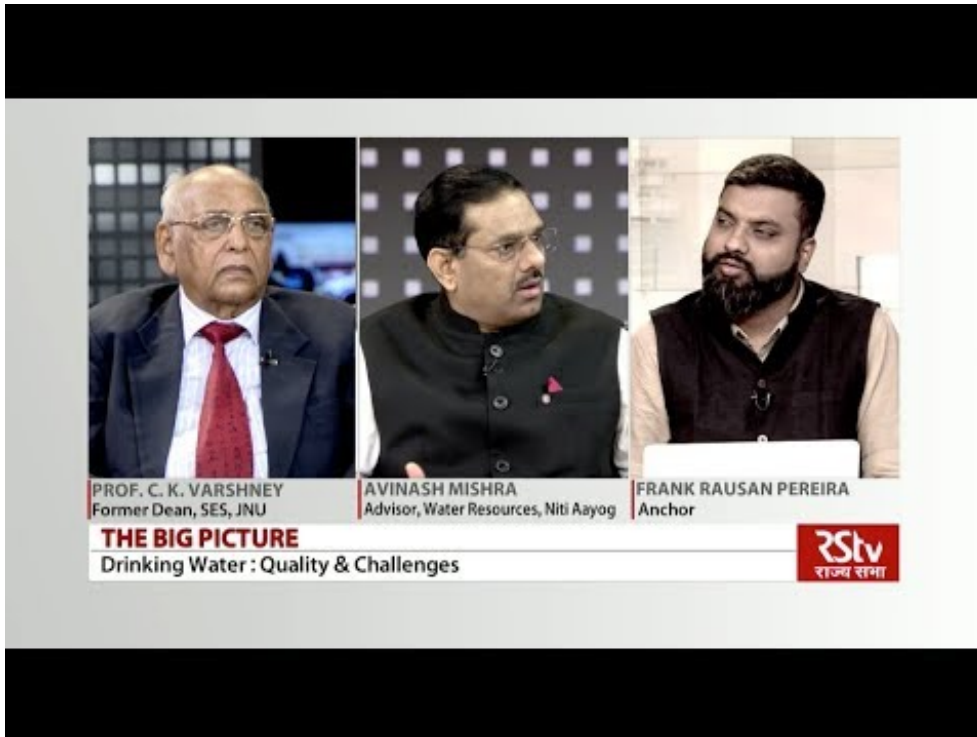 PROF. C. K. VARSHNEY
Former Dean, SES, JNU
AVINASH MISHRA
Advisor, Water Resources, Niti Aayog
FRANK RAUSAN PEREIRA
Anchor
THE BIG PICTURE
Drinking Water : Quality & Challenges
RStv
राज्य सभा